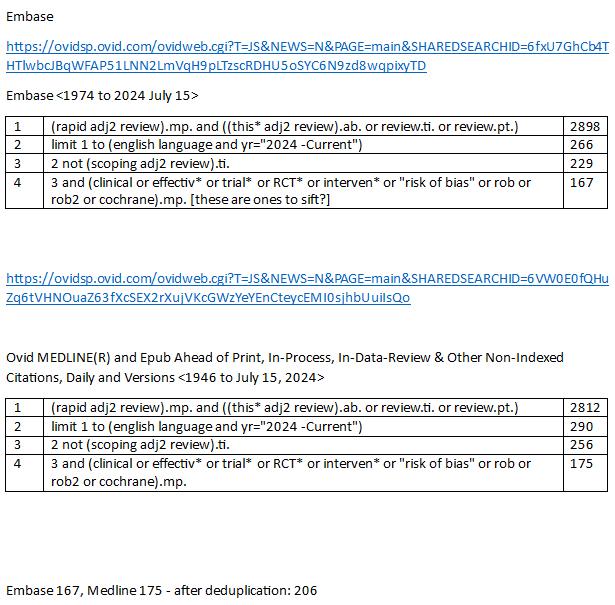 Embase
https://ovidsp.ovid.com/ovidweb.cgi?T=JS&NEWS=N&PAGE=main&SHAREDSEARCHID=6fxU7GhCb4T
HTlwbcJBqWFAP51LNN2LmVqH9pLTzscRDHU5oSYC6N9zd8wqpixyTD
Embase <1974 to 2024 July 15>
1 (rapid adj2 review).mp. and ((this* adj2 review).ab. or review.ti. or review.pt.) 2898
2 limit 1 to (english language and yr="2024 -Current") 266
3 2 not (scoping adj2 review).ti. 229
4 3 and (clinical or effectiv* or trial* or RCT* or interven* or "risk of bias" or rob or 167
rob2 or cochrane).mp. [these are ones to sift?]
https://ovidsp.ovid.com/ovidweb.cgi?T=JS&NEWS=N&PAGE=main&SHAREDSEARCHID=6VW0E0fQHu
Zq6tVHNOuaZ63fXcSEX2rXujVKcGWzYeYEnCteycEMI0sjhbUuiIsQo
Ovid MEDLINE(R) and Epub Ahead of Print, In-Process, In-Data-Review & Other Non-Indexed
Citations, Daily and Versions <1946 to July 15, 2024>
1 (rapid adj2 review).mp. and ((this* adj2 review).ab. or review.ti. or review.pt.) 2812
2 limit 1 to (english language and yr="2024 -Current") 290
3 2 not (scoping adj2 review).ti. 256
4 3 and (clinical or effectiv* or trial* or RCT* or interven* or "risk of bias" or rob or 175
rob2 or cochrane).mp.
Embase 167, Medline 175 - after deduplication: 206